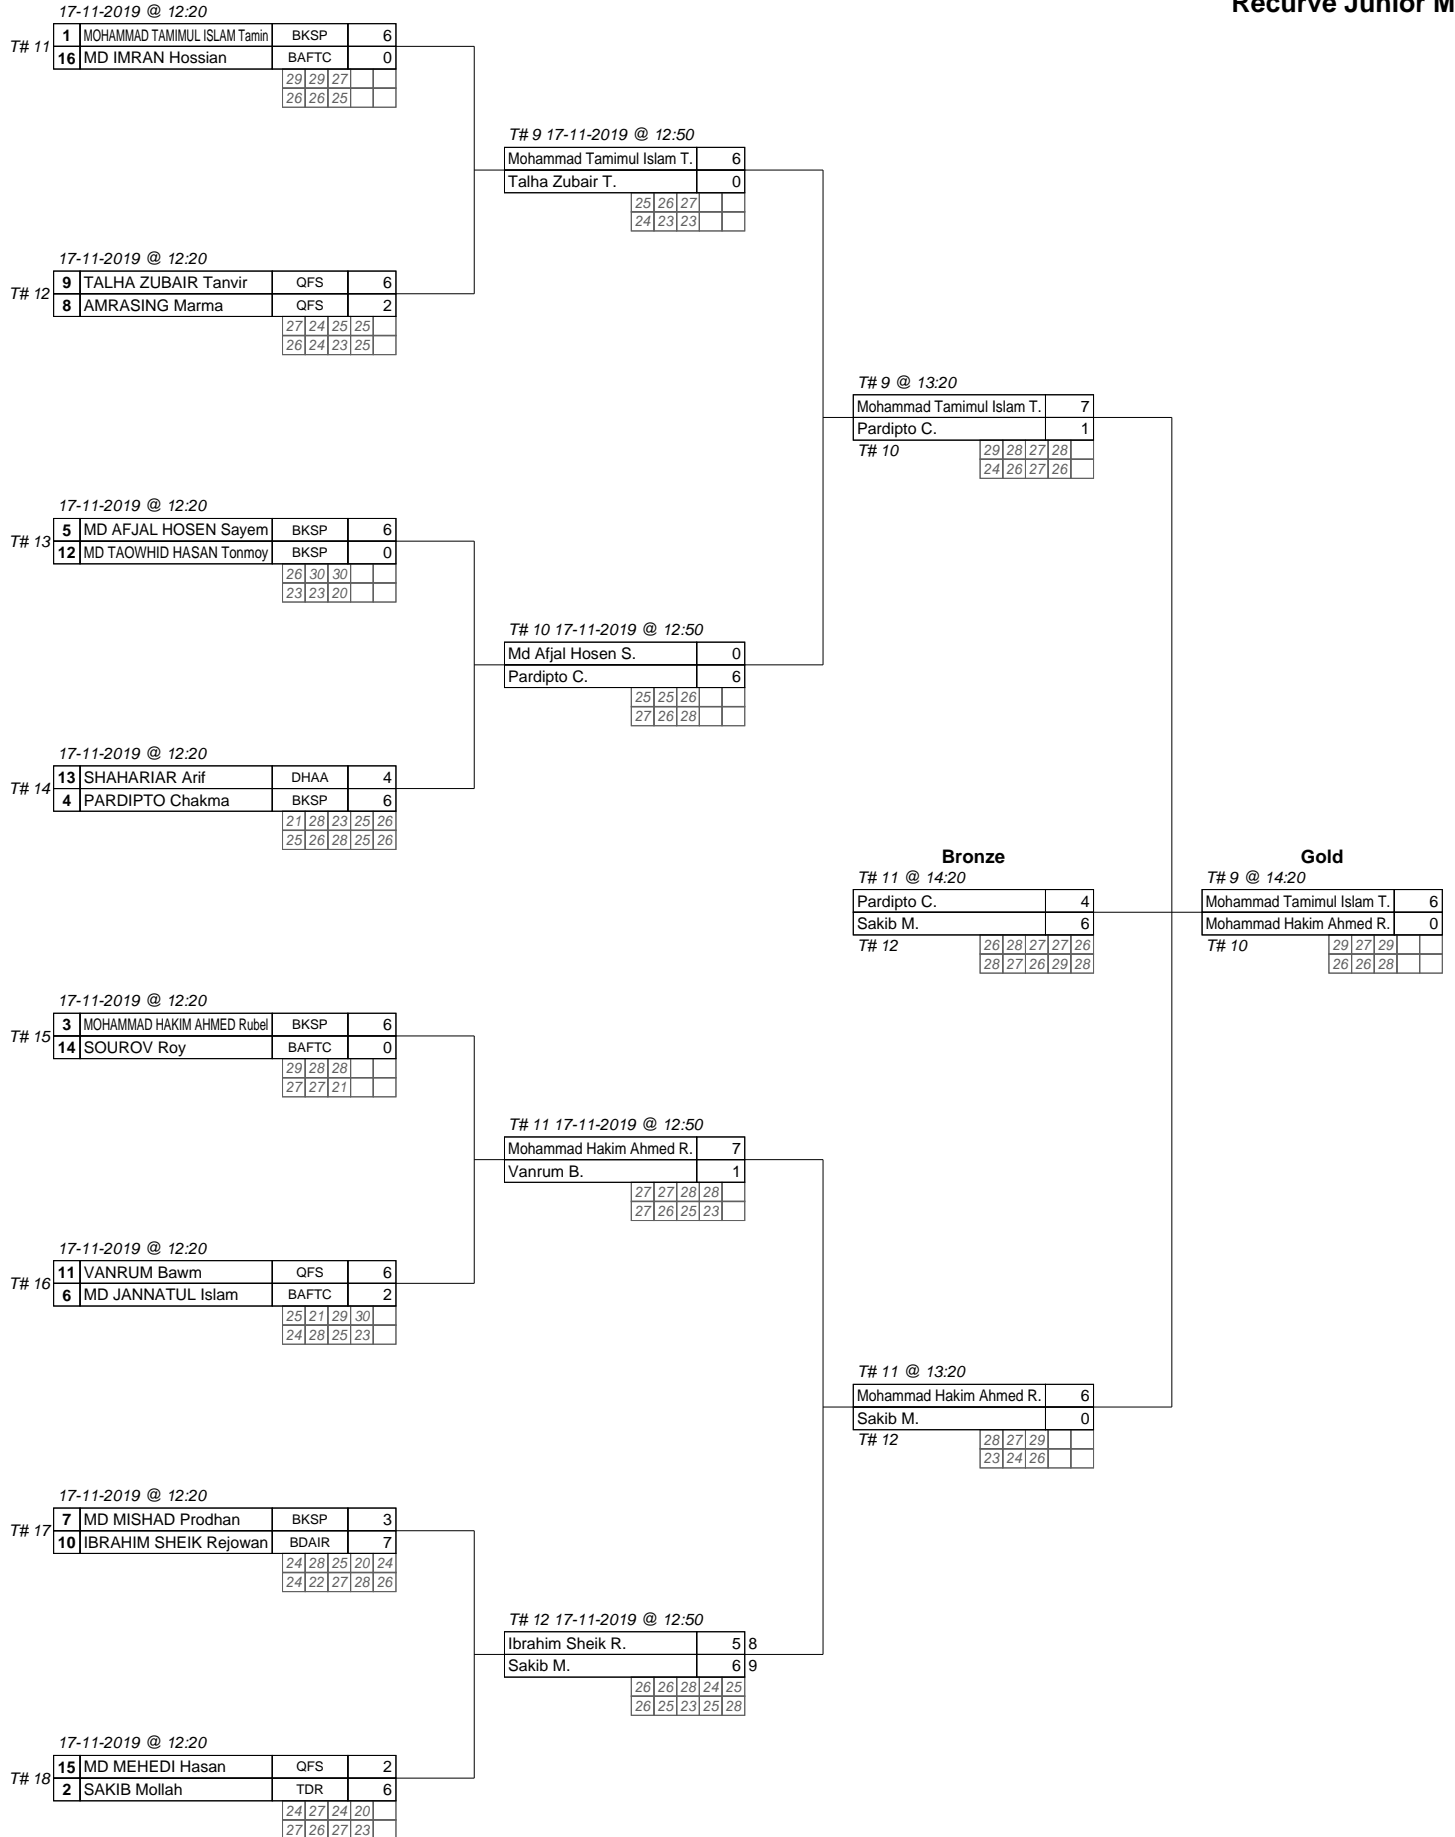 Recurve Junior M
17-11-2019 @ 12:20
T# 11
1 MOHAMMAD TAMIMUL ISLAM Tamin BKSP 6
16 MD IMRAN Hossian BAFTC 0
29 29 27
26 26 25
T# 9 17-11-2019 @ 12:50
Mohammad Tamimul Islam T. 6
Talha Zubair T. 0
25 26 27
24 23 23
17-11-2019 @ 12:20
T# 12
9 TALHA ZUBAIR Tanvir QFS 6
8 AMRASING Marma QFS 2
27 24 25 25
26 24 23 25
T# 9 @ 13:20
Mohammad Tamimul Islam T. 7
Pardipto C. 1
T# 10 29 28 27 28
24 26 27 26
17-11-2019 @ 12:20
T# 13
5 MD AFJAL HOSEN Sayem BKSP 6
12 MD TAOWHID HASAN Tonmoy BKSP 0
26 30 30
23 23 20
T# 10 17-11-2019 @ 12:50
Md Afjal Hosen S. 0
Pardipto C. 6
25 25 26
27 26 28
17-11-2019 @ 12:20
T# 14
13 SHAHARIAR Arif DHAA 4
4 PARDIPTO Chakma BKSP 6
21 28 23 25 26
25 26 28 25 26
Bronze
T# 11 @ 14:20
Pardipto C. 4
Sakib M. 6
T# 12 26 28 27 27 26
28 27 26 29 28
Gold
T# 9 @ 14:20
Mohammad Tamimul Islam T. 6
Mohammad Hakim Ahmed R. 0
T# 10 29 27 29
26 26 28
17-11-2019 @ 12:20
T# 15
3 MOHAMMAD HAKIM AHMED Rubel BKSP 6
14 SOUROV Roy BAFTC 0
29 28 28
27 27 21
T# 11 17-11-2019 @ 12:50
Mohammad Hakim Ahmed R. 7
Vanrum B. 1
27 27 28 28
27 26 25 23
17-11-2019 @ 12:20
T# 16
11 VANRUM Bawm QFS 6
6 MD JANNATUL Islam BAFTC 2
25 21 29 30
24 28 25 23
T# 11 @ 13:20
Mohammad Hakim Ahmed R. 6
Sakib M. 0
T# 12 28 27 29
23 24 26
17-11-2019 @ 12:20
T# 17
7 MD MISHAD Prodhan BKSP 3
10 IBRAHIM SHEIK Rejowan BDAIR 7
24 28 25 20 24
24 22 27 28 26
T# 12 17-11-2019 @ 12:50
Ibrahim Sheik R. 5 8
Sakib M. 6 9
26 26 28 24 25
26 25 23 25 28
17-11-2019 @ 12:20
T# 18
15 MD MEHEDI Hasan QFS 2
2 SAKIB Mollah TDR 6
24 27 24 20
27 26 27 23